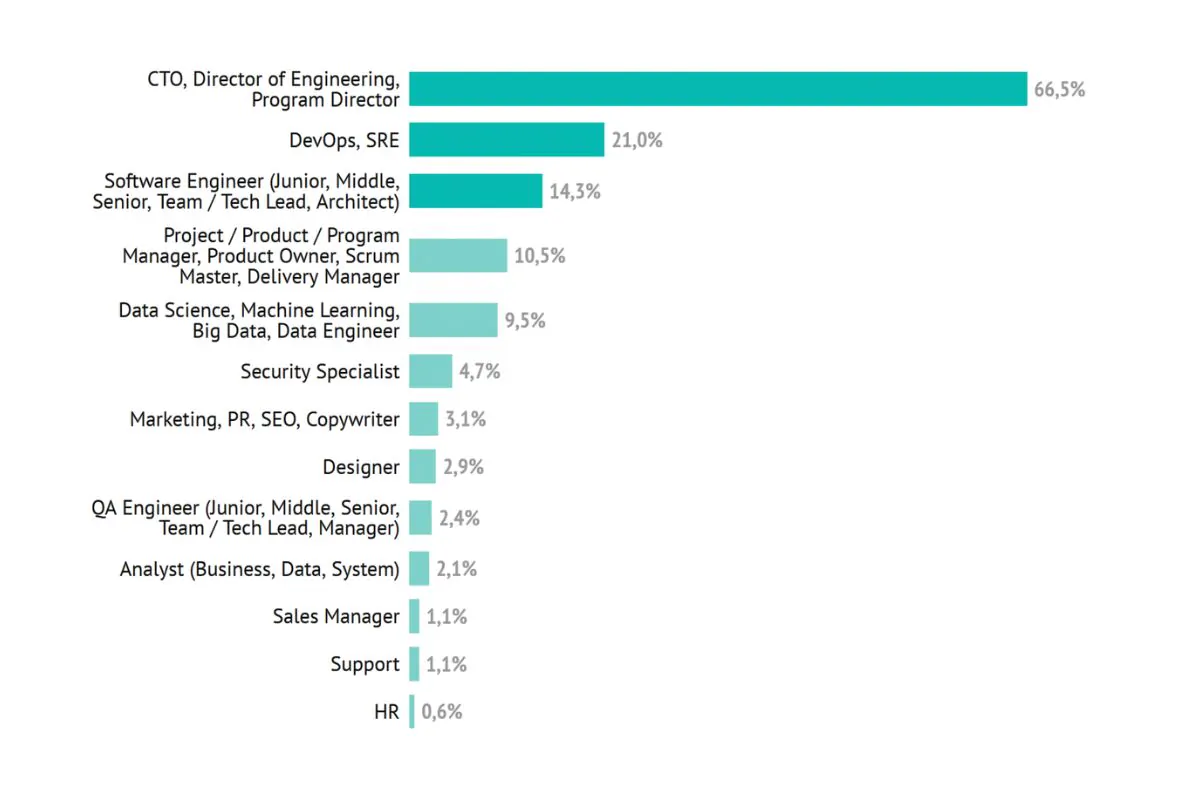 CTO, Director of Engineering,
Program Director
66,5%
DevOps, SRE
21,0%
Software Engineer (Junior, Middle,
Senior, Team / Tech Lead, Architect)
14,3%
Project / Product / Program
Manager, Product Owner, Scrum
Master, Delivery Manager
10,5%
Data Science, Machine Learning,
Big Data, Data Engineer
9,5%
Security Specialist
4,7%
Marketing, PR, SEO, Copywriter
3,1%
Designer
2,9%
QA Engineer (Junior, Middle, Senior,
Team / Tech Lead, Manager)
2,4%
Analyst (Business, Data, System)
2,1%
Sales Manager
1,1%
Support
1,1%
HR
0,6%